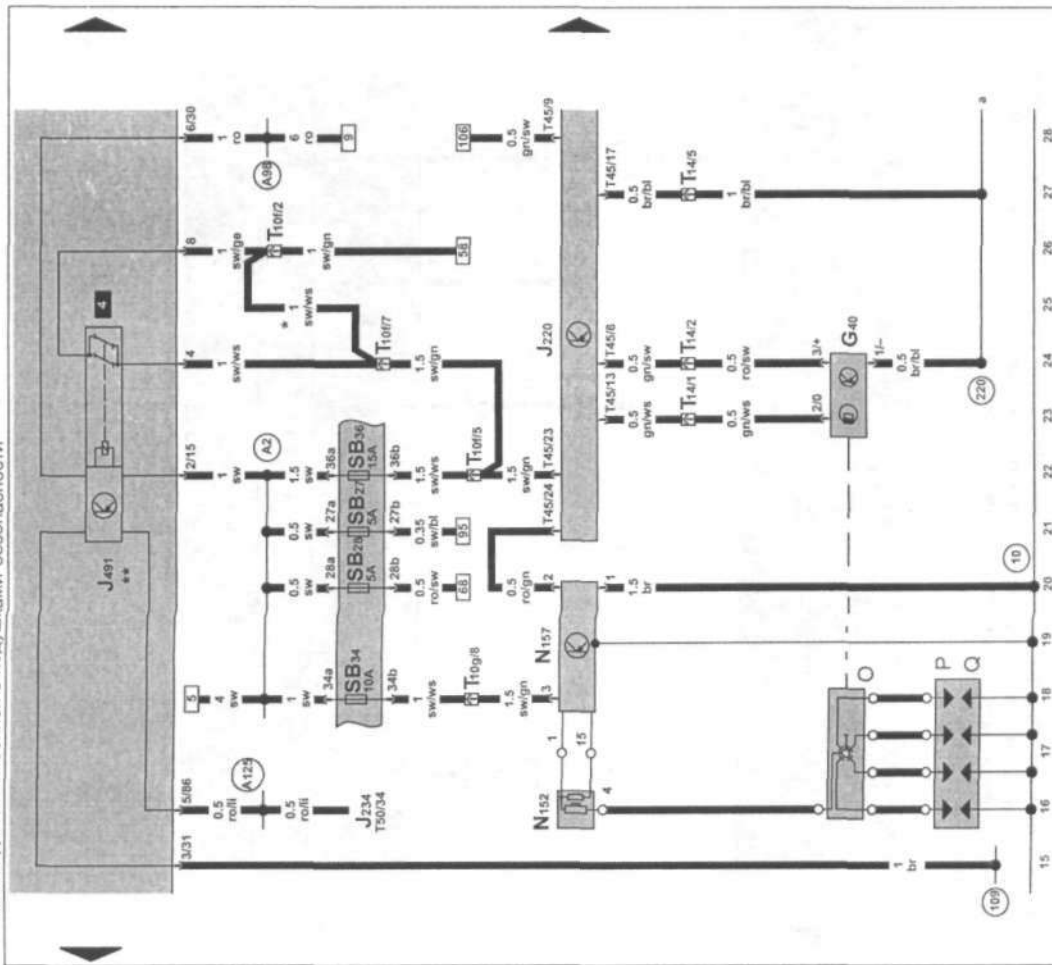 J491
**
4
3/31
5/86
2/15
4
8
6/30
0.5
ro/li
A125
0.5
ro/li
J234
T50/34
5
4
sw
1
sw
A2
1
sw/ws
*
1
sw/ws
1
sw/ge
T10f/2
1
sw/gn
58
1
ro
A98
6
ro
9
1
sw
34a
SB34
10A
34b
1
sw/ws
T10g/8
1.5
sw/gn
3
0.5
sw
28a
SB28
5A
28b
0.5
ro/sw
68
0.5
sw
27a
SB27
5A
27b
0.35
sw/bl
95
1.5
sw
36a
SB36
15A
36b
1.5
sw/ws
T10f/5
1.5
sw/gn
T10f/7
1.5
sw/gn
106
0.5
gn/sw
T45/9
N152
4
1
15
N157
0.5
ro/gn
2
1
1.5
br
T45/24
T45/23
J220
T45/13
0.5
gn/ws
T14/1
0.5
gn/ws
2/0
T45/6
0.5
gn/sw
T14/2
0.5
ro/sw
3/+
T45/17
0.5
br/bl
T14/5
1
br/bl
G40
1/–
0.5
br/bl
220
a
O
P
Q
1
br
109
10
15
16
17
18
19
20
21
22
23
24
25
26
27
28